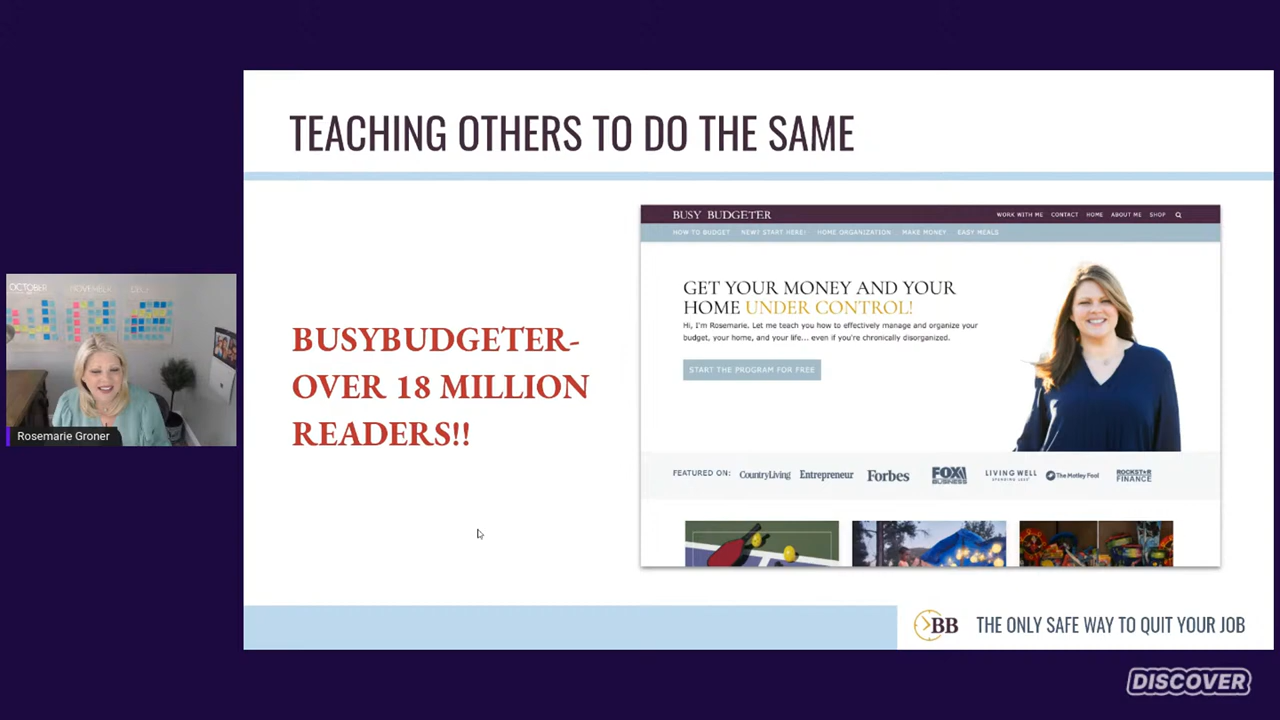 TEACHING OTHERS TO DO THE SAME
BUSYBUDGETER-
OVER 18 MILLION
READERS!!
BUSY BUDGETER
WORK WITH ME CONTACT HOME ABOUT ME SHOP
HOW TO BUDGET NEW! START HERE! HOME ORGANIZATION MAKE MONEY EASY MEALS
GET YOUR MONEY AND YOUR
HOME UNDER CONTROL!
Hi, I'm Rosemarie. Let me teach you how to effectively manage and organize your
budget, your home, and your life... even if you're chronically disorganized.
START THE PROGRAM FOR FREE
FEATURED ON: CountryLiving Entrepreneur Forbes FOX BUSINESS LIVING WELL SPENDING LESS The Motley Fool ROCKSTAR FINANCE
OCTOBER NOVEMBER DEC
Rosemarie Groner
BB THE ONLY SAFE WAY TO QUIT YOUR JOB
DISCOVER